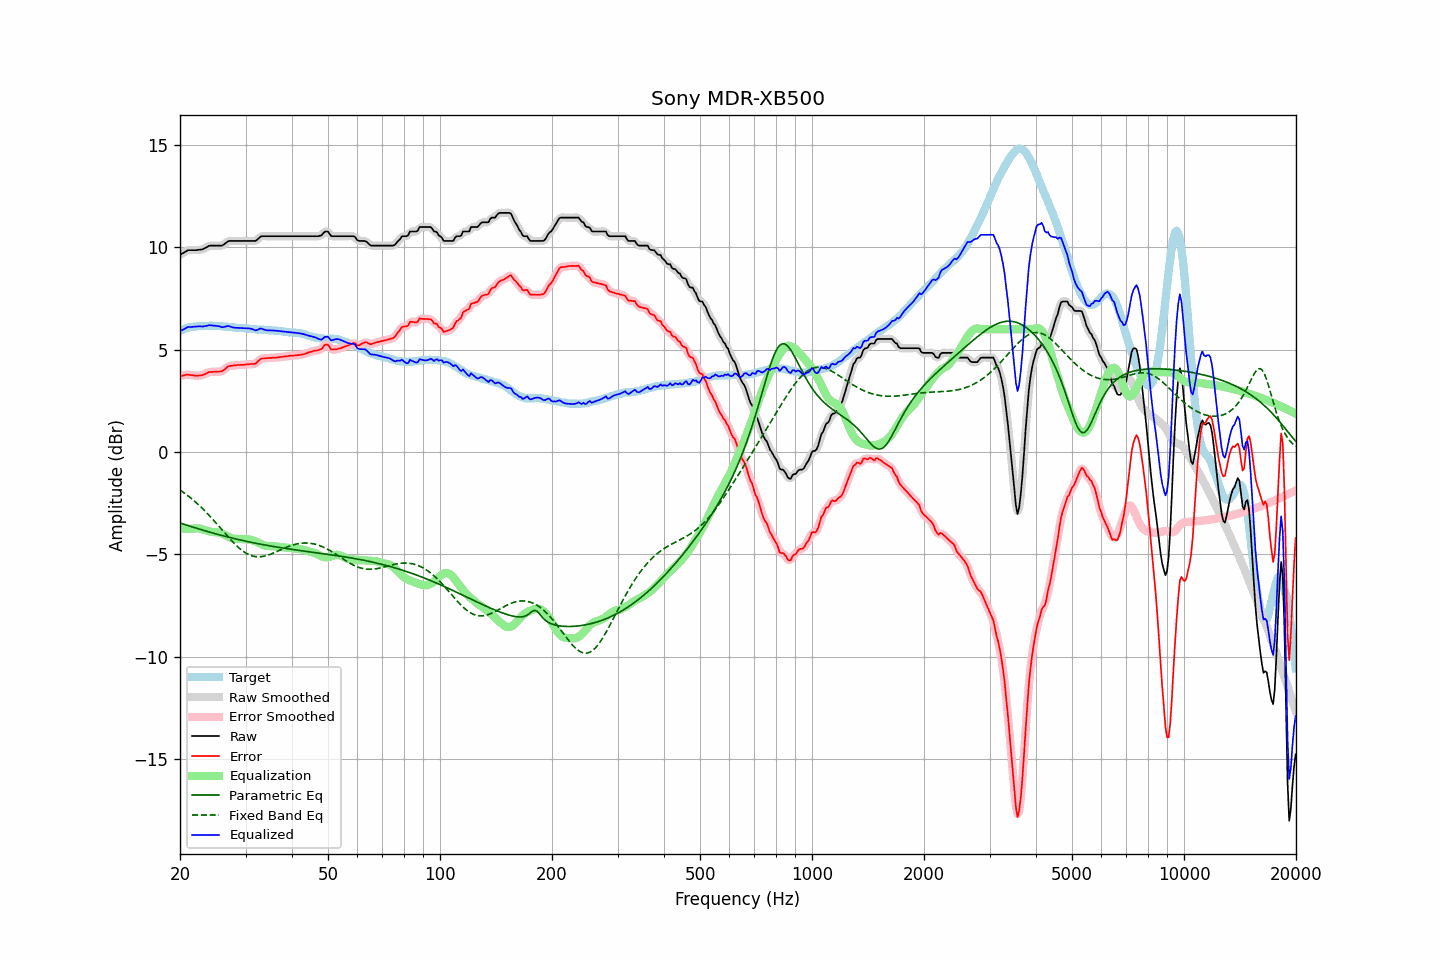 Sony MDR-XB500
Amplitude (dBr)
15
10
5
0
−5
−10
−15
Target
Raw Smoothed
Error Smoothed
Raw
Error
Equalization
Parametric Eq
Fixed Band Eq
Equalized
20
50
100
200
500
1000
2000
5000
10000
20000
Frequency (Hz)